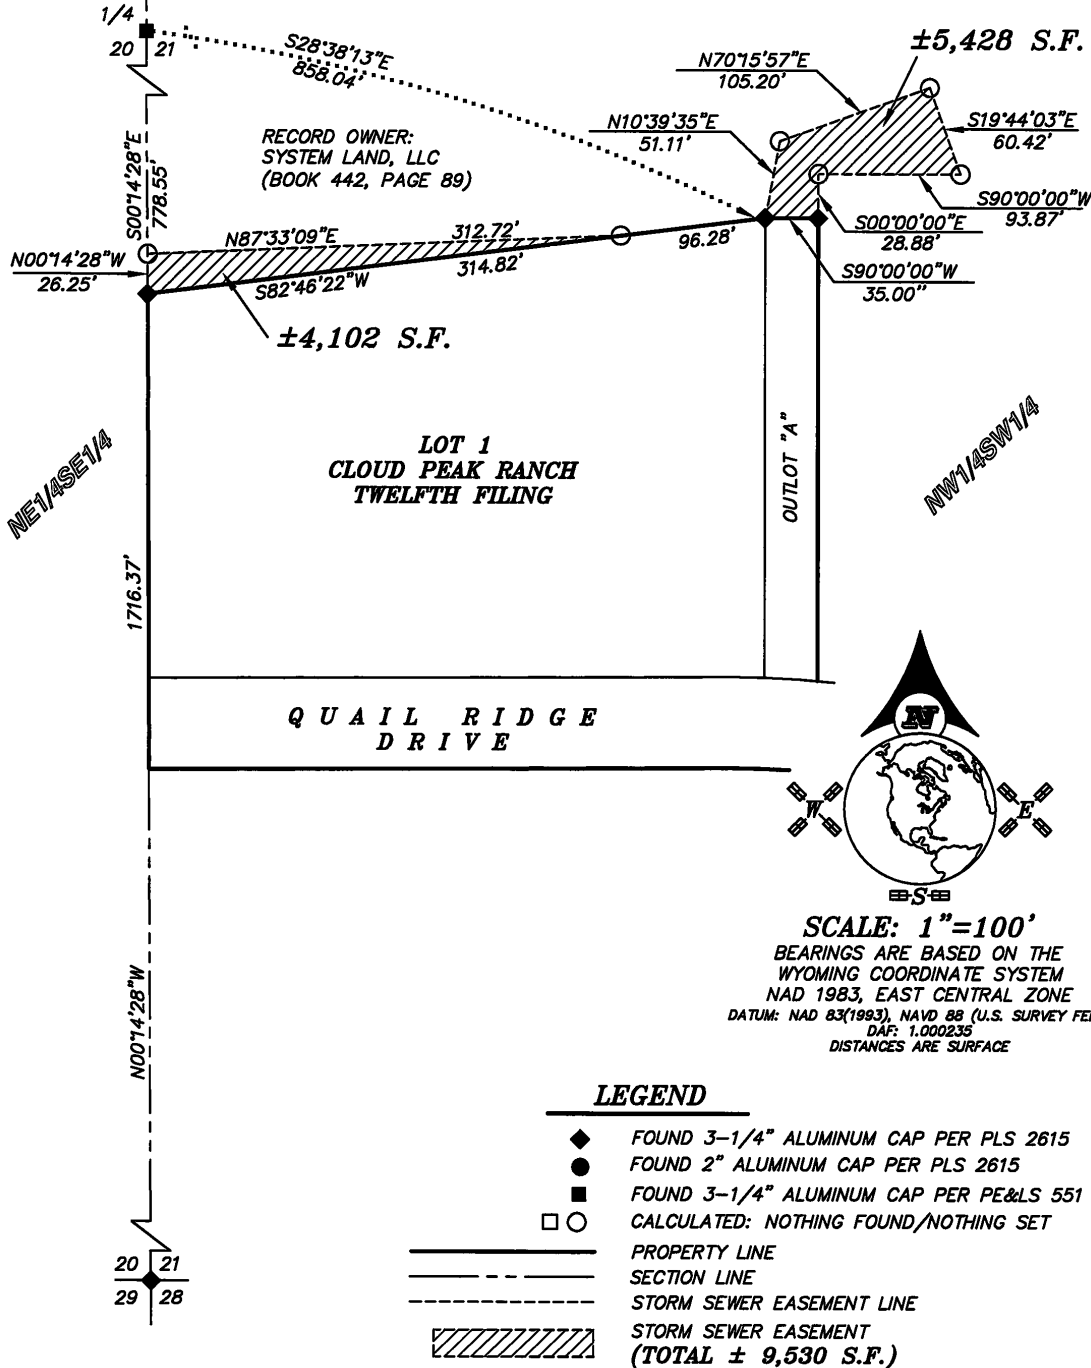 1/4
20 21
S28°38'13"E
858.04'
±5,428 S.F.
N70°15'57"E
105.20'
N10°39'35"E
51.11'
S19°44'03"E
60.42'
RECORD OWNER:
SYSTEM LAND, LLC
(BOOK 442, PAGE 89)
S00°14'28"E
778.55'
S90°00'00"W
93.87'
S00°00'00"E
28.88'
N87°33'09"E
312.72'
96.28'
N00°14'28"W
26.25'
S82°46'22"W
314.82'
S90°00'00"W
35.00"
±4,102 S.F.
NE1/4SE1/4
LOT 1
CLOUD PEAK RANCH
TWELFTH FILING
OUTLOT "A"
NW1/4SW1/4
1716.37'
QUAIL RIDGE
DRIVE
N
W
E
S
SCALE: 1"=100'
BEARINGS ARE BASED ON THE
WYOMING COORDINATE SYSTEM
NAD 1983, EAST CENTRAL ZONE
DATUM: NAD 83(1993), NAVD 88 (U.S. SURVEY
DAF: 1.000235
DISTANCES ARE SURFACE
N00°14'28"W
LEGEND
FOUND 3-1/4" ALUMINUM CAP PER PLS 2615
FOUND 2" ALUMINUM CAP PER PLS 2615
FOUND 3-1/4" ALUMINUM CAP PER PE&LS 551
CALCULATED: NOTHING FOUND/NOTHING SET
PROPERTY LINE
SECTION LINE
STORM SEWER EASEMENT LINE
STORM SEWER EASEMENT
(TOTAL ± 9,530 S.F.)
20 21
29 28